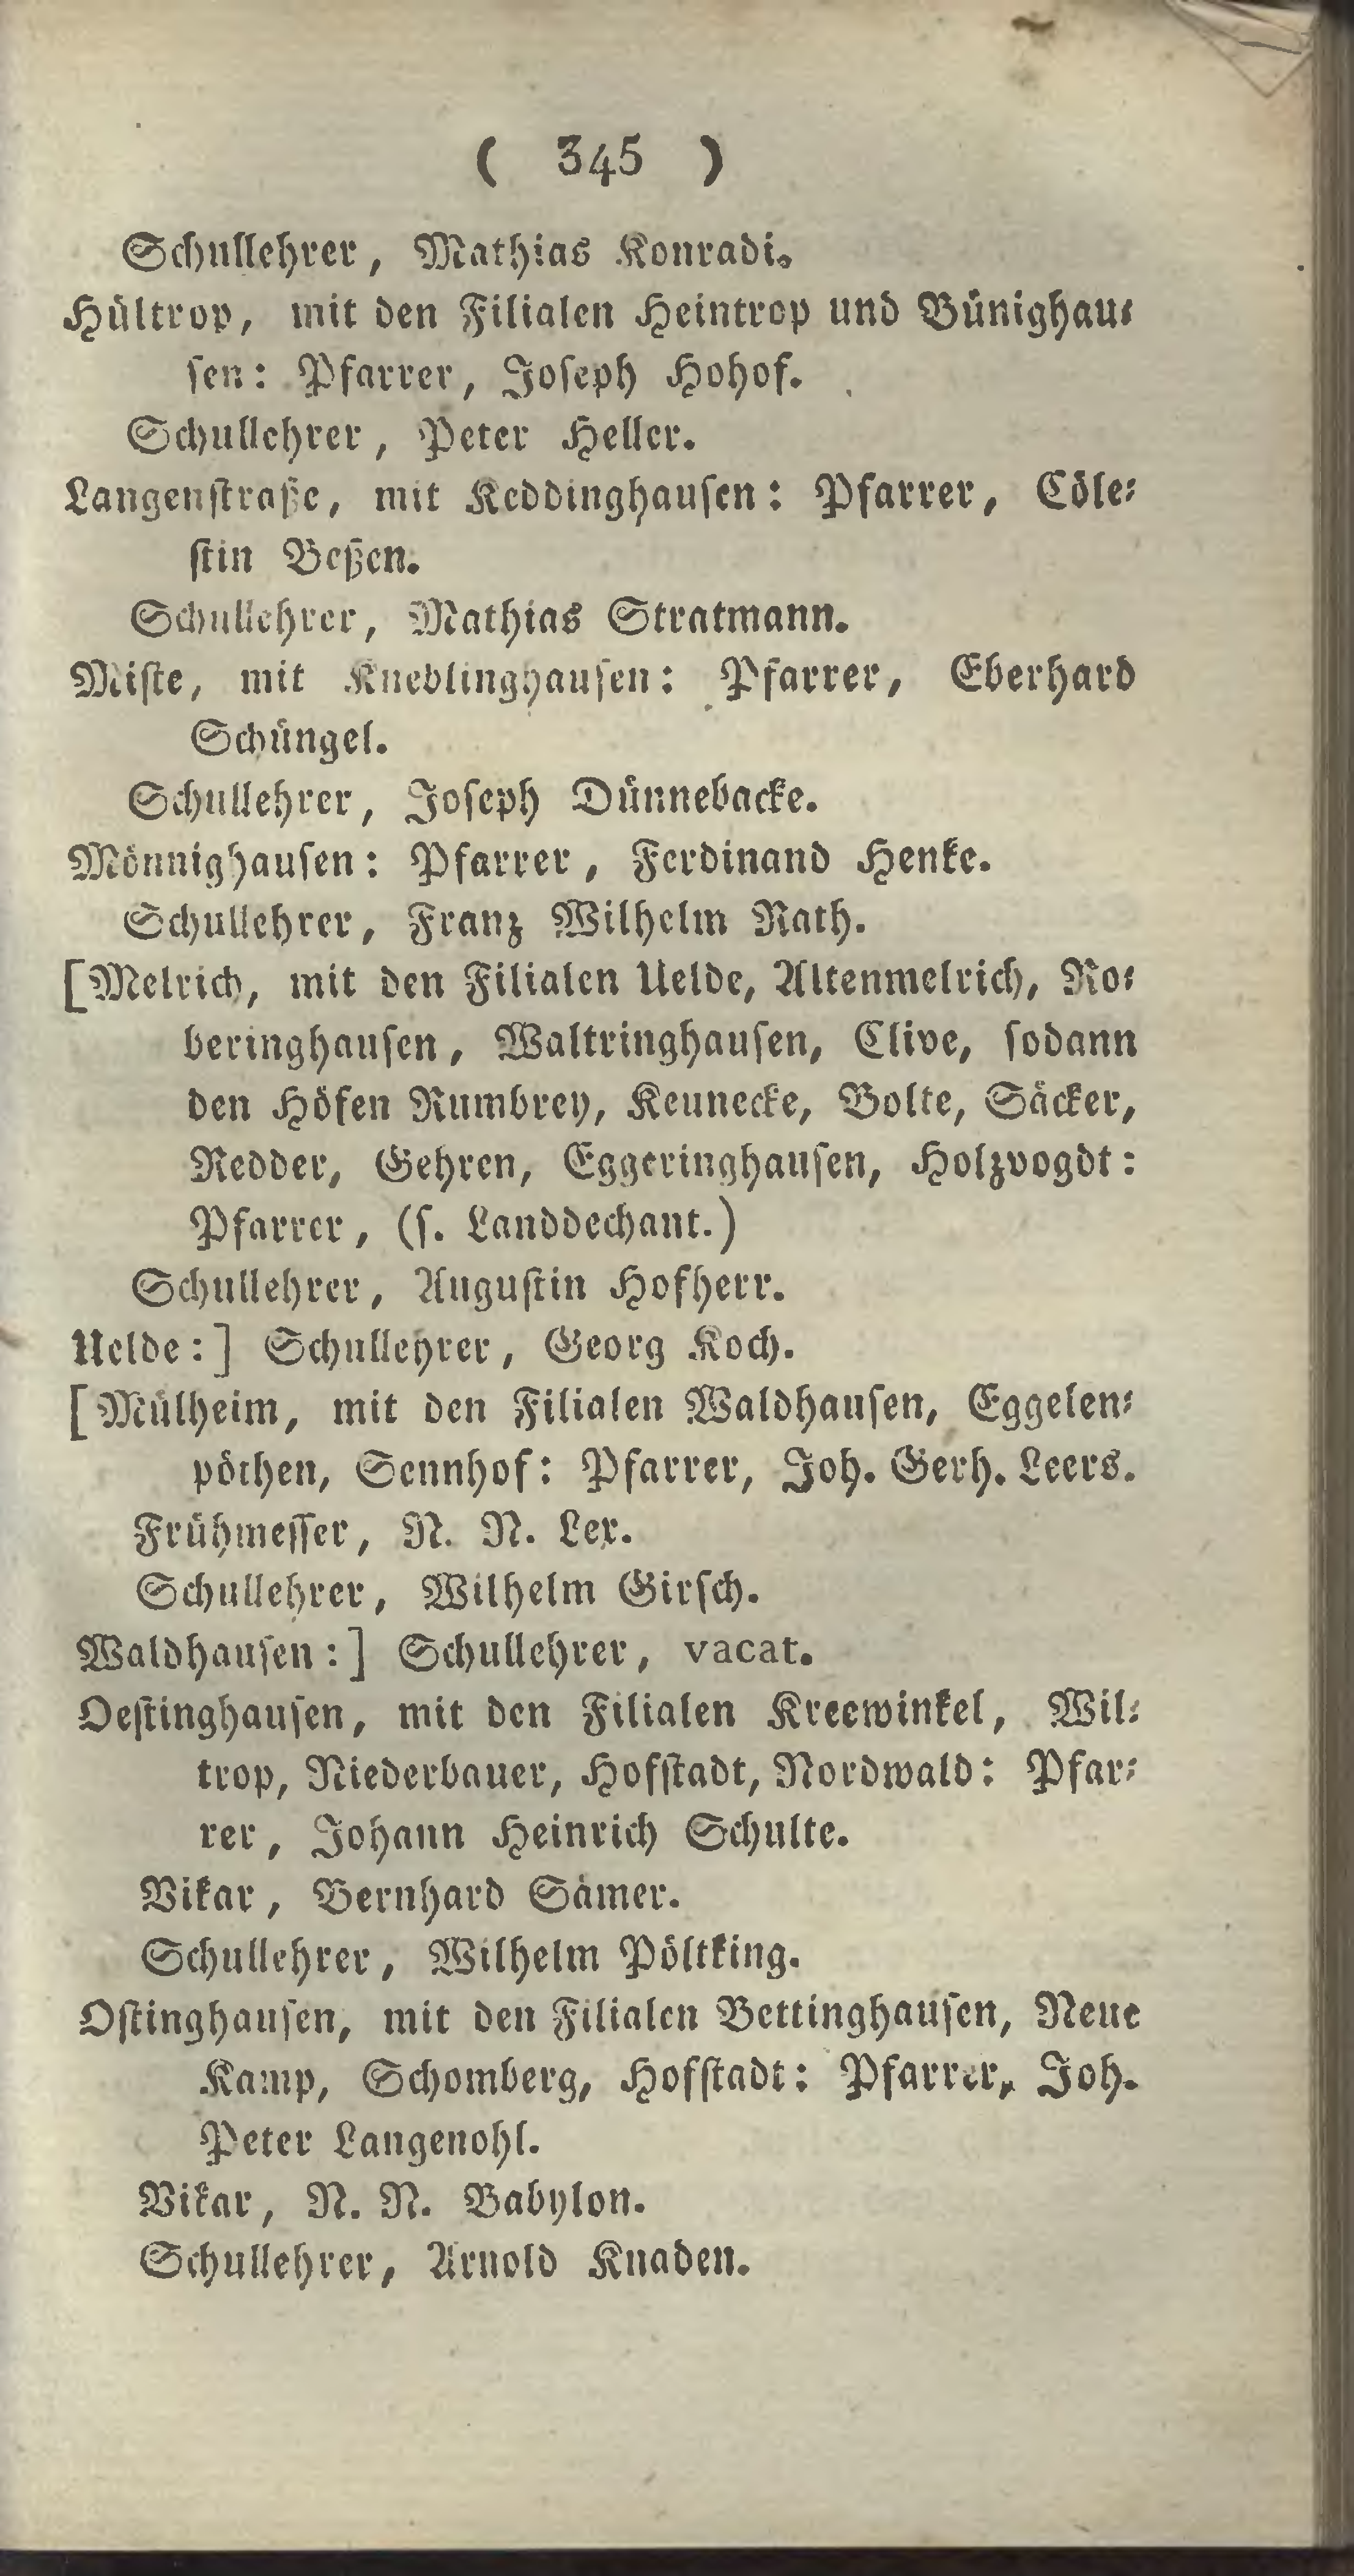 ( 345 )
Schullehrer, Mathias Konradi.
Hültrop, mit den Filialen Heintrop und Bünighau⸗
sen: Pfarrer, Joseph Hohof.
Schullehrer, Peter Heller.
Langenstraße, mit Keddinghausen: Pfarrer, Cöle⸗
stin Beßen.
Schullehrer, Mathias Stratmann.
Miste, mit Kneblinghausen: Pfarrer, Eberhard
Schüngel.
Schullehrer, Joseph Dünnebacke.
Mönnighausen: Pfarrer, Ferdinand Henke.
Schullehrer, Franz Wilhelm Rath.
[Melrich, mit den Filialen Uelde, Altenmelrich, Ro⸗
beringhausen, Waltringhausen, Clive, sodann
den Höfen Rumbrey, Keunecke, Bolte, Säcker,
Redder, Gehren, Eggeringhausen, Holzvogdt:
Pfarrer, (s. Landdechant.)
Schullehrer, Augustin Hofherr.
Uelde:] Schullehrer, Georg Koch.
[Mülheim, mit den Filialen Waldhausen, Eggelen⸗
pöthen, Sennhof: Pfarrer, Joh. Gerh. Leers.
Frühmesser, N. N. Lex.
Schullehrer, Wilhelm Girsch.
Waldhausen:] Schullehrer, vacat.
Oestinghausen, mit den Filialen Kreewinkel, Wil⸗
trop, Niederbauer, Hofstadt, Nordwald: Pfar⸗
rer, Johann Heinrich Schulte.
Vikar, Bernhard Sämer.
Schullehrer, Wilhelm Pöltking.
Ostinghausen, mit den Filialen Bettinghausen, Neue
Kamp, Schomberg, Hofstadt: Pfarrer, Joh.
Peter Langenohl.
Vikar, N. N. Babylon.
Schullehrer, Arnold Knaden.